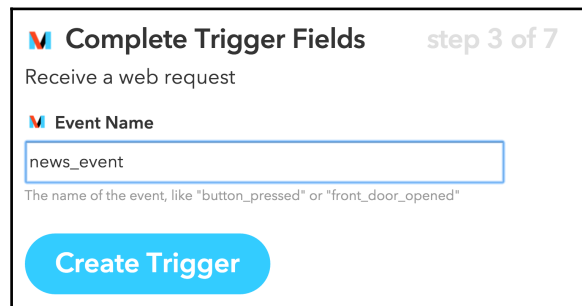 Complete Trigger Fields step 3 of 7
Receive a web request
Event Name
news_event
The name of the event, like "button_pressed" or "front_door_opened"
Create Trigger